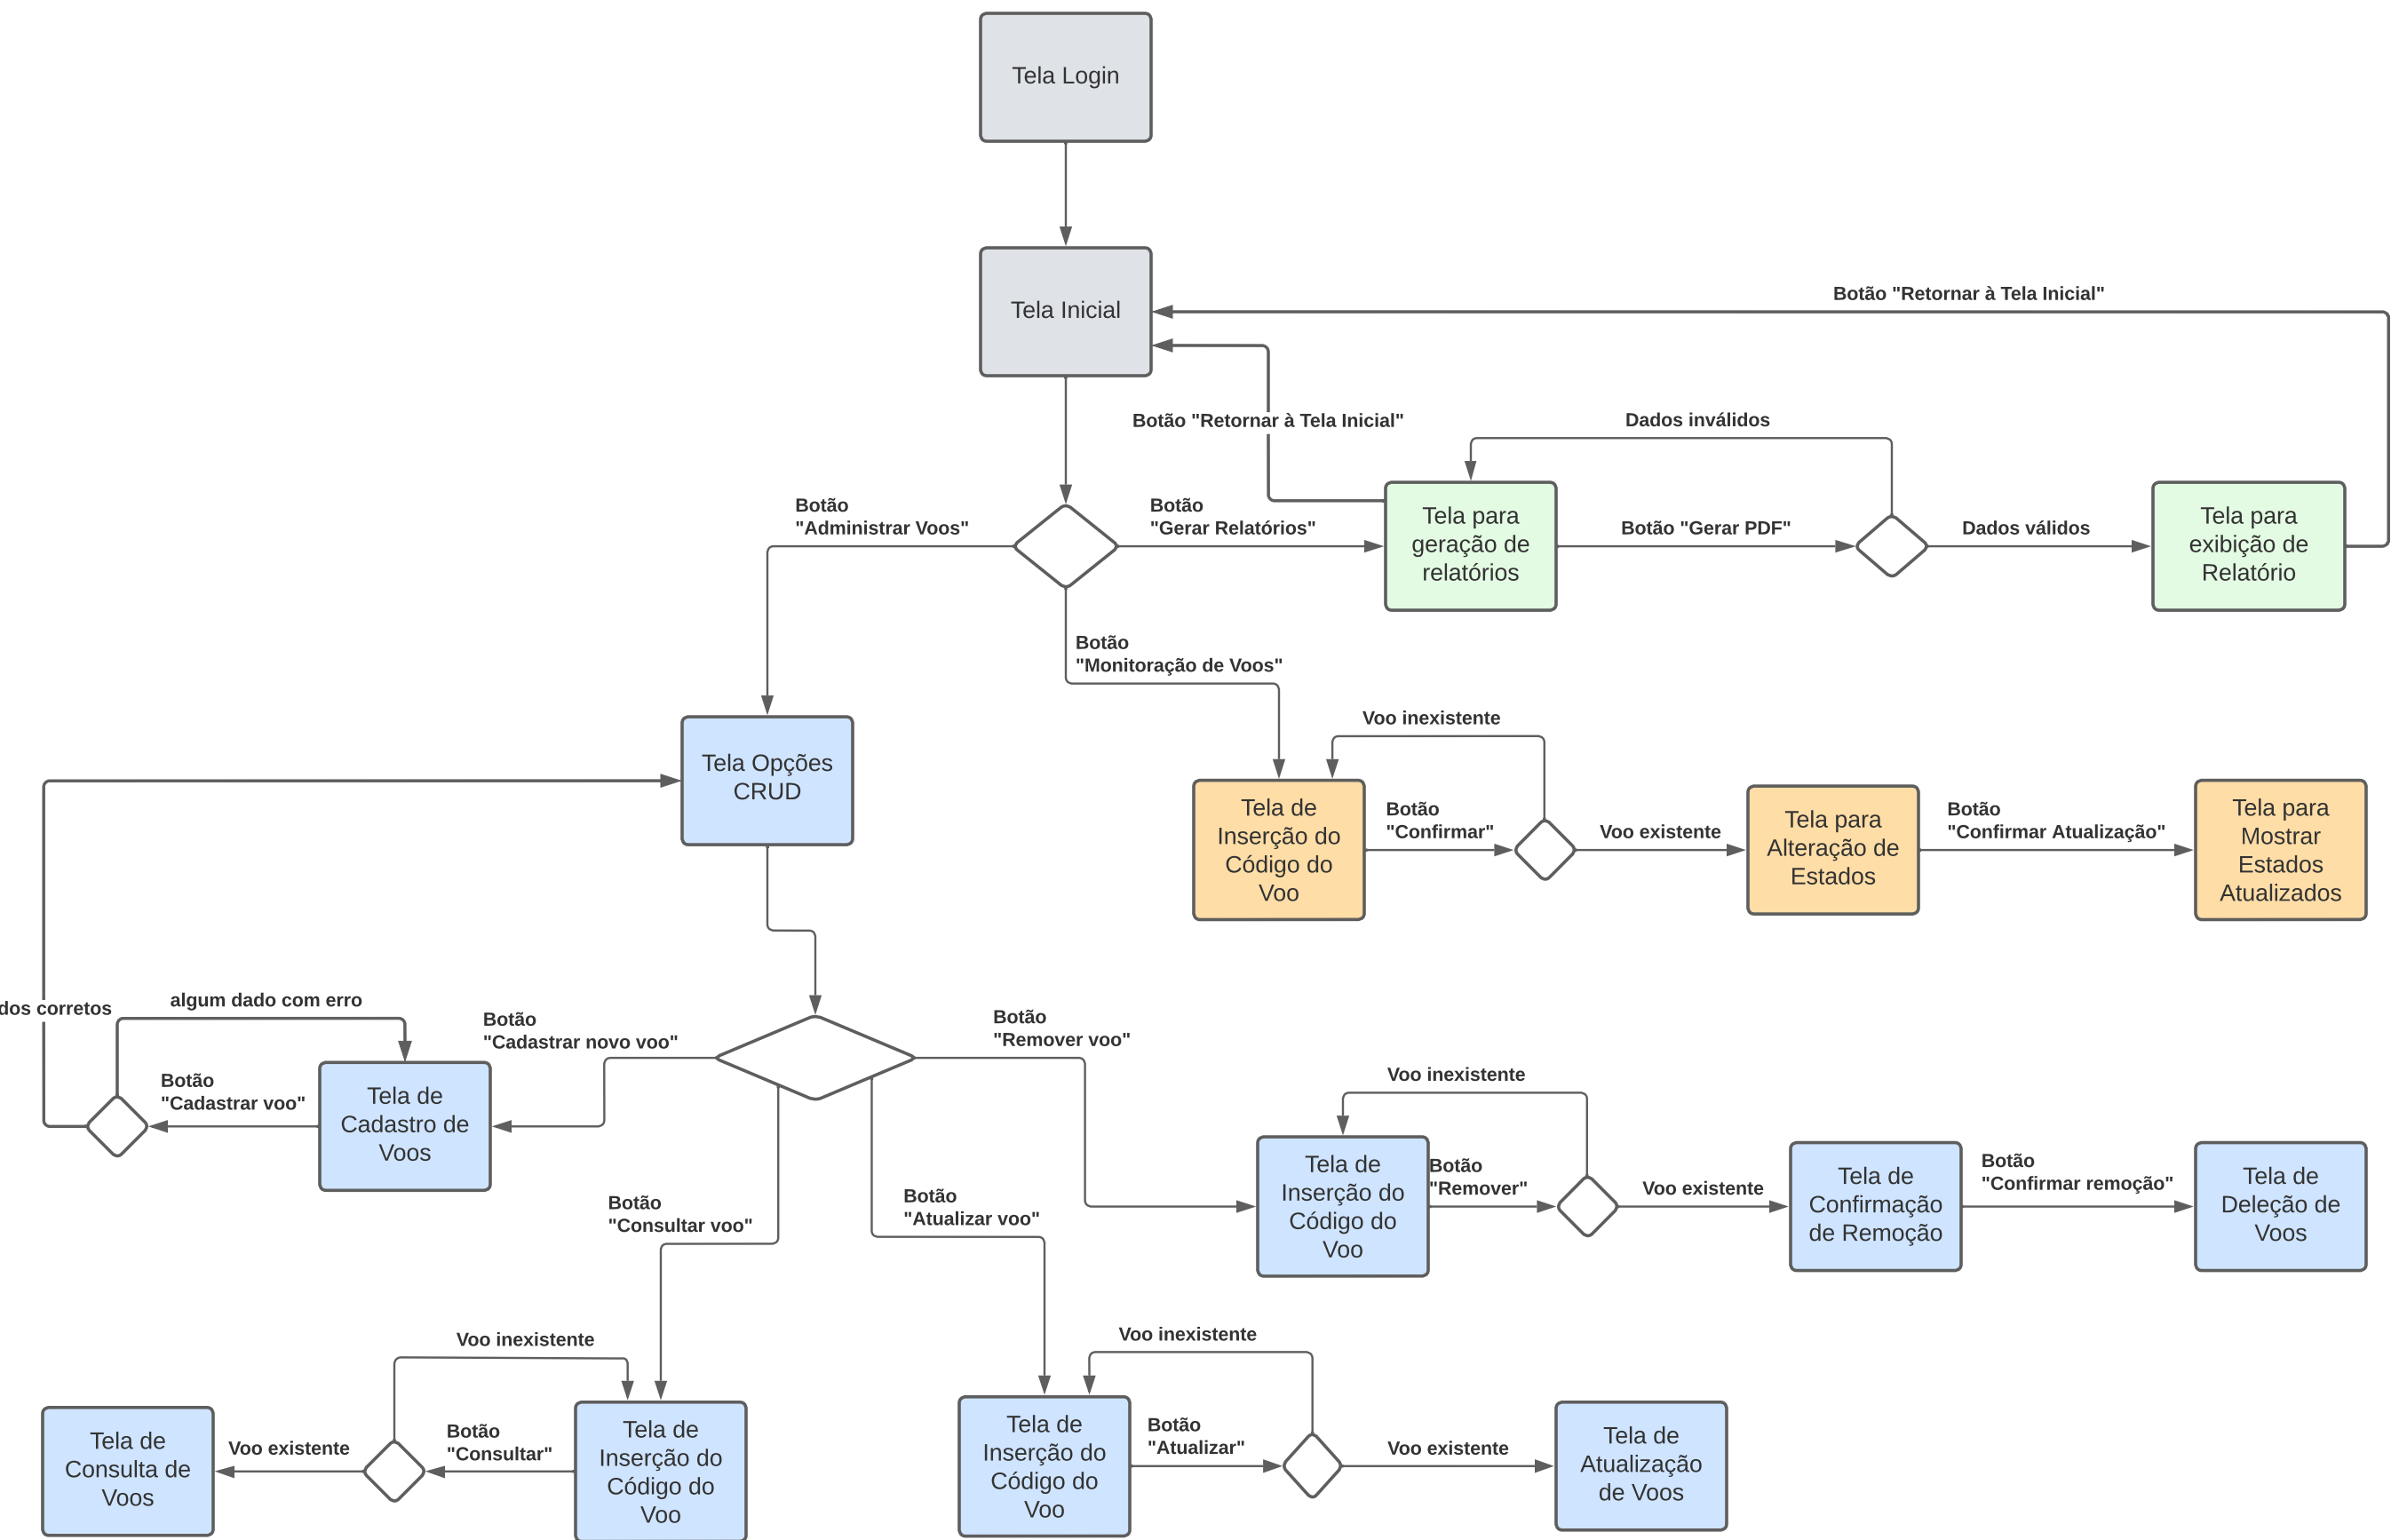 Tela Login
Tela Inicial
Botão "Retornar à Tela Inicial"
Botão "Retornar à Tela Inicial"
Dados inválidos
Botão
"Administrar Voos"
Botão
"Gerar Relatórios"
Tela para
geração de
relatórios
Botão "Gerar PDF"
Dados válidos
Tela para
exibição de
Relatório
Botão
"Monitoração de Voos"
Tela Opções
CRUD
Voo inexistente
Tela de
Inserção do
Código do
Voo
Botão
"Confirmar"
Voo existente
Tela para
Alteração de
Estados
Botão
"Confirmar Atualização"
Tela para
Mostrar
Estados
Atualizados
corretos
algum dado com erro
Botão
"Cadastrar voo"
Tela de
Cadastro de
Voos
Botão
"Cadastrar novo voo"
Botão
"Remover voo"
Voo inexistente
Tela de
Inserção do
Código do
Voo
Botão
"Remover"
Voo existente
Tela de
Confirmação
de Remoção
Botão
"Confirmar remoção"
Tela de
Deleção de
Voos
Botão
"Consultar voo"
Botão
"Atualizar voo"
Voo inexistente
Tela de
Consulta de
Voos
Voo existente
Botão
"Consultar"
Tela de
Inserção do
Código do
Voo
Voo inexistente
Tela de
Inserção do
Código do
Voo
Botão
"Atualizar"
Voo existente
Tela de
Atualização
de Voos